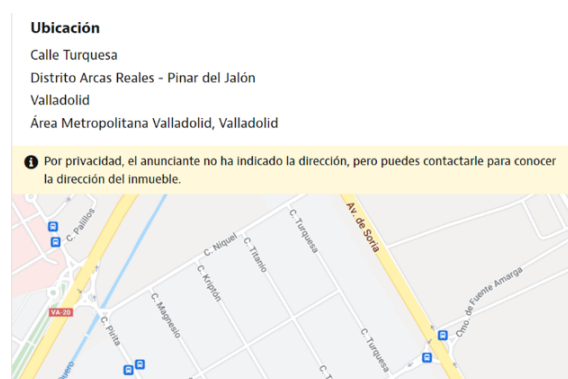 Ubicación
Calle Turquesa
Distrito Arcas Reales - Pinar del Jalón
Valladolid
Área Metropolitana Valladolid, Valladolid
Por privacidad, el anunciante no ha indicado la dirección, pero puedes contactarle para conocer
la dirección del inmueble.
C. Palillos
C. Níquel
C. Titanio
C. Turquesa
Av. de Soria
C. Kriptón
C. Magnesio
Cmo. de Fuente Amarga
VA-20
C. Pirita
C. Turquesa